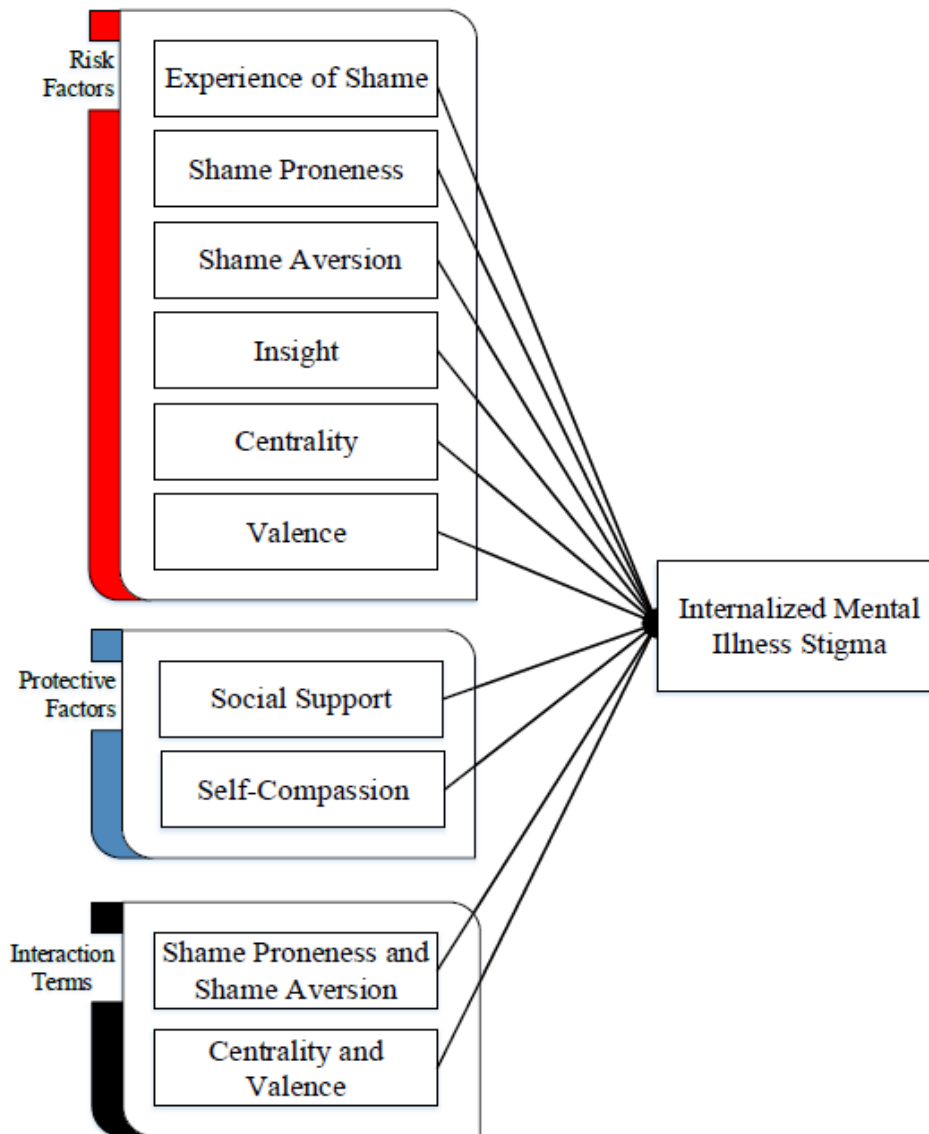 Risk
Factors
Experience of Shame
Shame Proneness
Shame Aversion
Insight
Centrality
Valence
Protective
Factors
Social Support
Self-Compassion
Interaction
Terms
Shame Proneness and
Shame Aversion
Centrality and
Valence
Internalized Mental
Illness Stigma